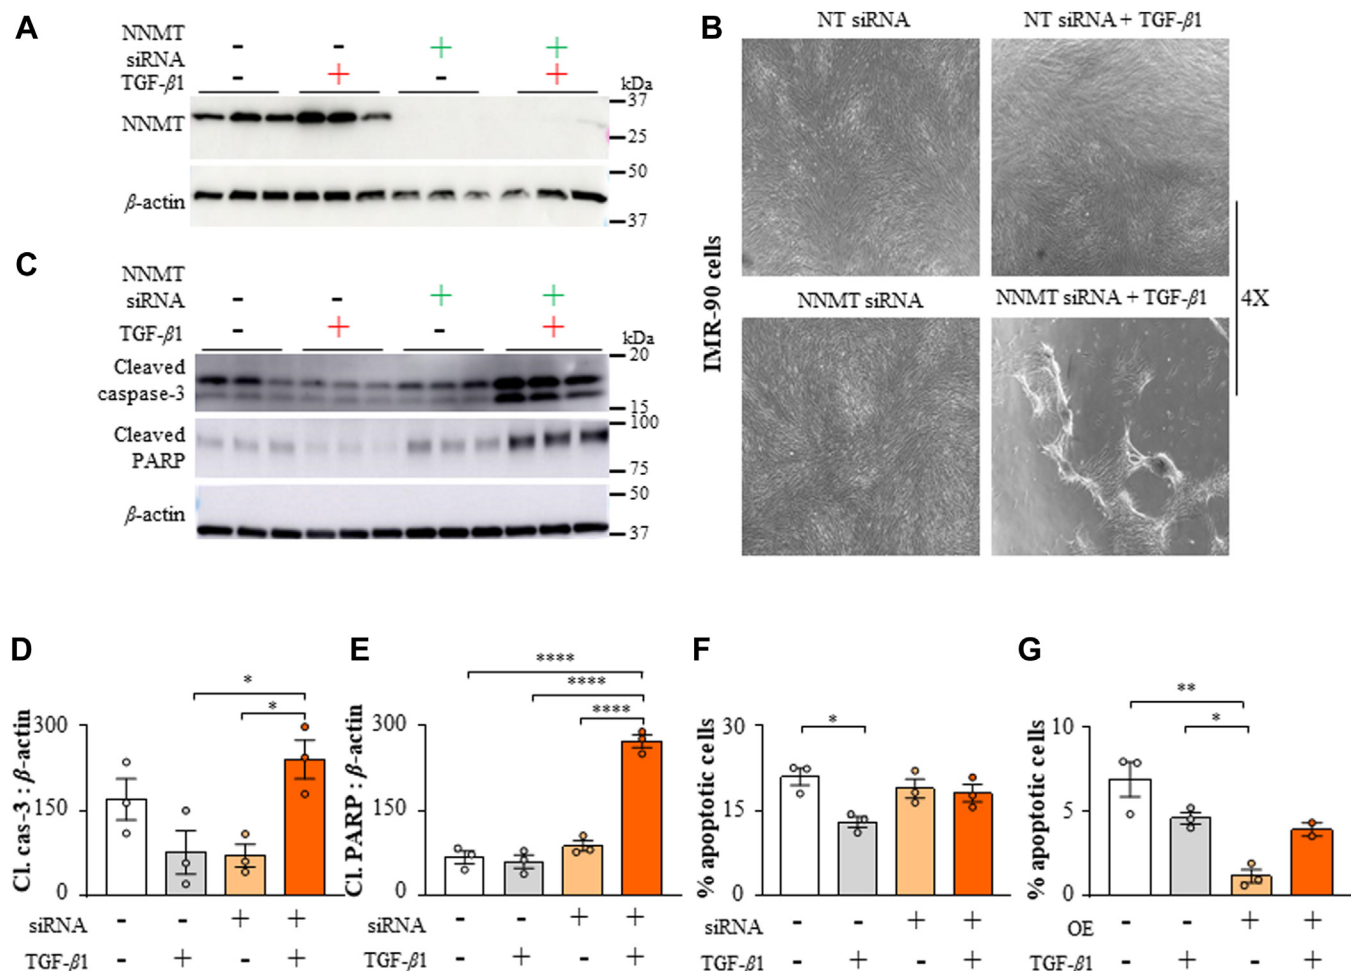 A
NNMT
siRNA - - + +
TGF-β1 - + - +
kDa
37
NNMT
25
50
β-actin
37
B
NT siRNA
NT siRNA + TGF-β1
IMR-90 cells
NNMT siRNA
NNMT siRNA + TGF-β1
4X
C
NNMT
siRNA - - + +
TGF-β1 - + - +
kDa
20
Cleaved
caspase-3
15
100
Cleaved
PARP
75
50
β-actin
37
D
Cl. cas-3 : β-actin
300
150
0
*
*
siRNA - - + +
TGF-β1 - + - +
E
Cl. PARP : β-actin
300
150
0
****
****
****
siRNA - - + +
TGF-β1 - + - +
F
% apoptotic cells
30
15
0
*
siRNA - - + +
TGF-β1 - + - +
G
% apoptotic cells
10
5
0
**
*
OE - - + +
TGF-β1 - + - +